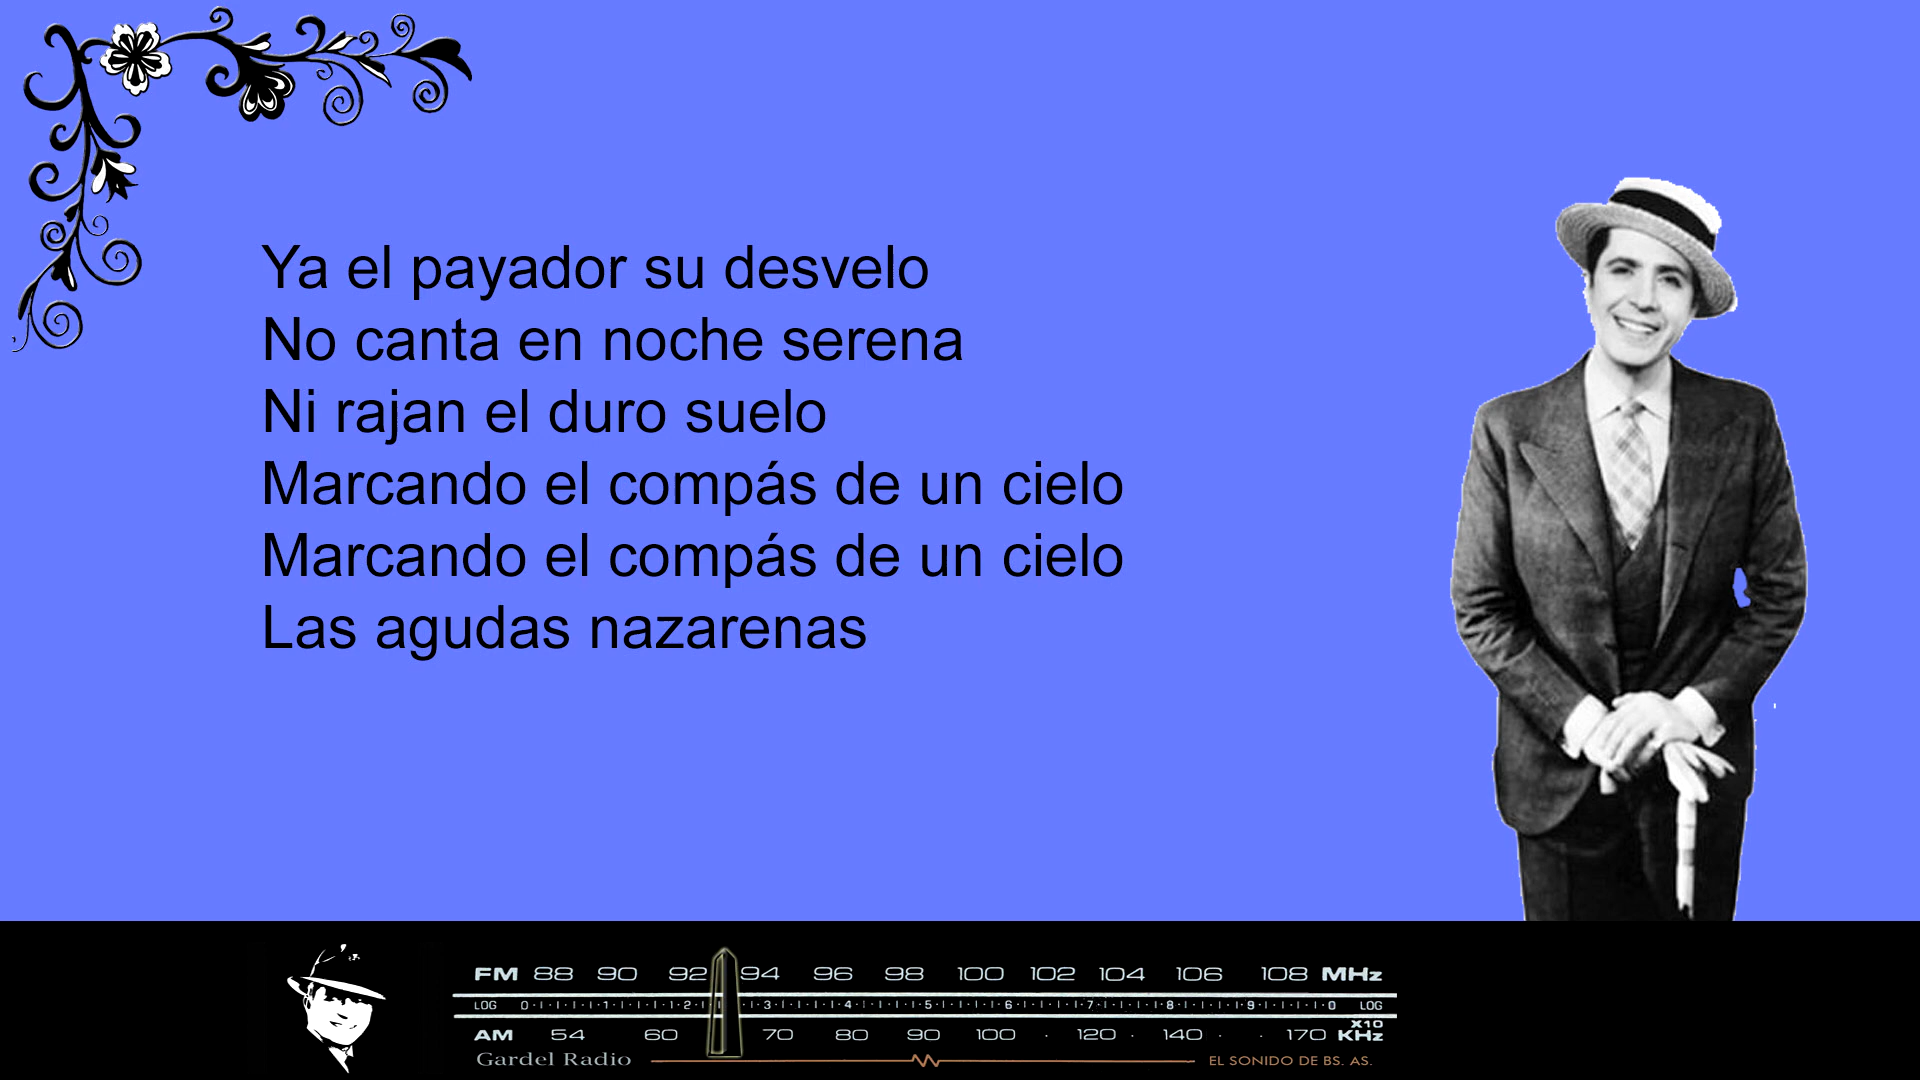 Ya el payador su desvelo
No canta en noche serena
Ni rajan el duro suelo
Marcando el compás de un cielo
Marcando el compás de un cielo
Las agudas nazarenas
FM 88 90 92 94 96 98 100 102 104 106 108 MHz
LOG 0 1 2 3 4 5 6 7 8 9 0 LOG
AM 54 60 70 80 90 100 · 120 · 140 · · 170 X10 KHz
Gardel Radio EL SONIDO DE BS. AS.